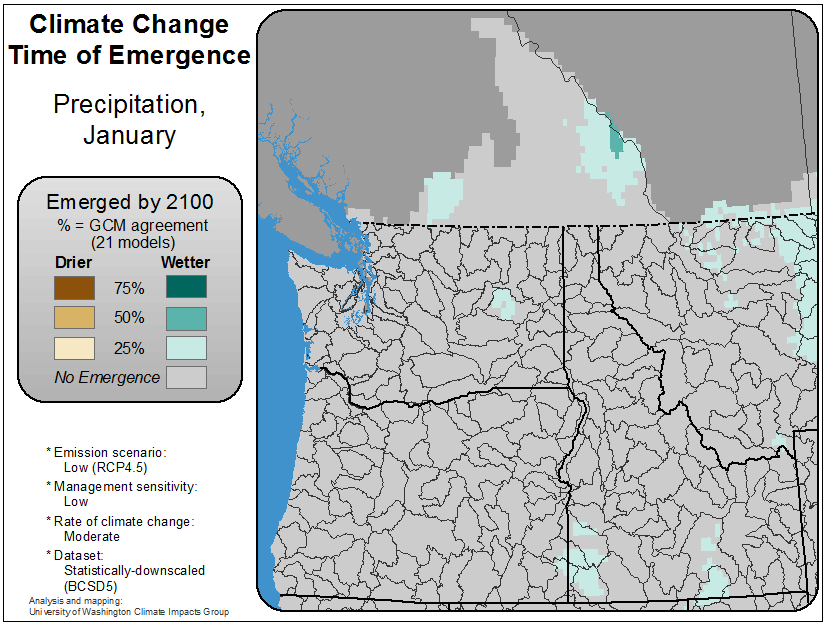 Climate Change
Time of Emergence
Precipitation,
January
Emerged by 2100
% = GCM agreement
(21 models)
Drier Wetter
75%
50%
25%
No Emergence
* Emission scenario:
Low (RCP4.5)
* Management sensitivity:
Low
* Rate of climate change:
Moderate
* Dataset:
Statistically-downscaled
(BCSD5)
Analysis and mapping:
University of Washington Climate Impacts Group